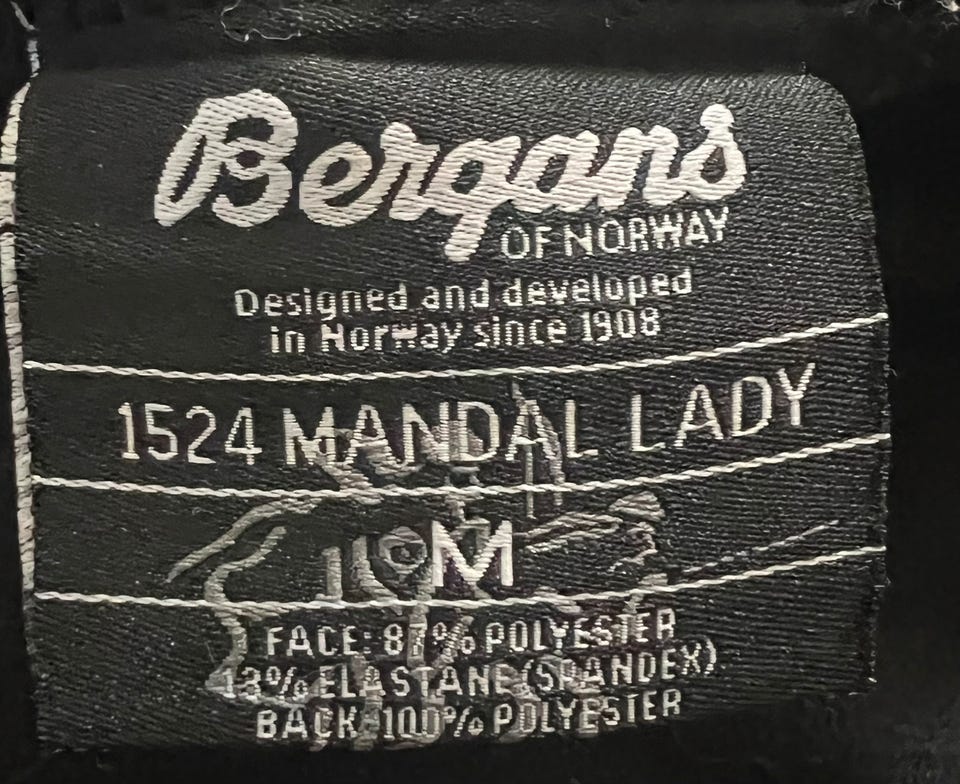 Bergans
OF NORWAY
Designed and developed
in Norway since 1908
1524 MANDAL LADY
M
FACE: 87% POLYESTER
13% ELASTANE(SPANDEX)
BACK: 100% POLYESTER